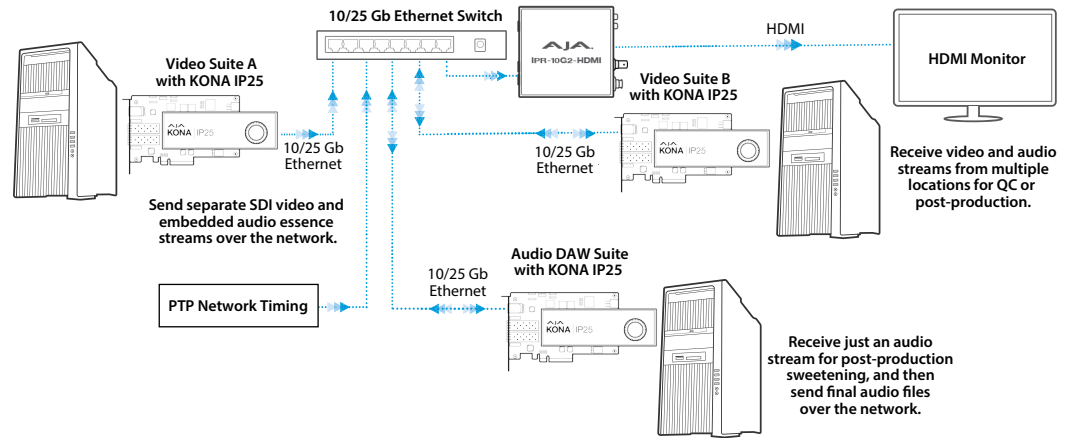 10/25 Gb Ethernet Switch
AJA
IPR-10G2-HDMI
HDMI
HDMI Monitor
Video Suite A
with KONA IP25
AJA
KONA IP25
10/25 Gb
Ethernet
Video Suite B
with KONA IP25
AJA
KONA IP25
10/25 Gb
Ethernet
Receive video and audio
streams from multiple
locations for QC or
post-production.
Send separate SDI video and
embedded audio essence
streams over the network.
Audio DAW Suite
with KONA IP25
10/25 Gb
Ethernet
AJA
KONA IP25
PTP Network Timing
Receive just an audio
stream for post-production
sweetening, and then
send final audio files
over the network.